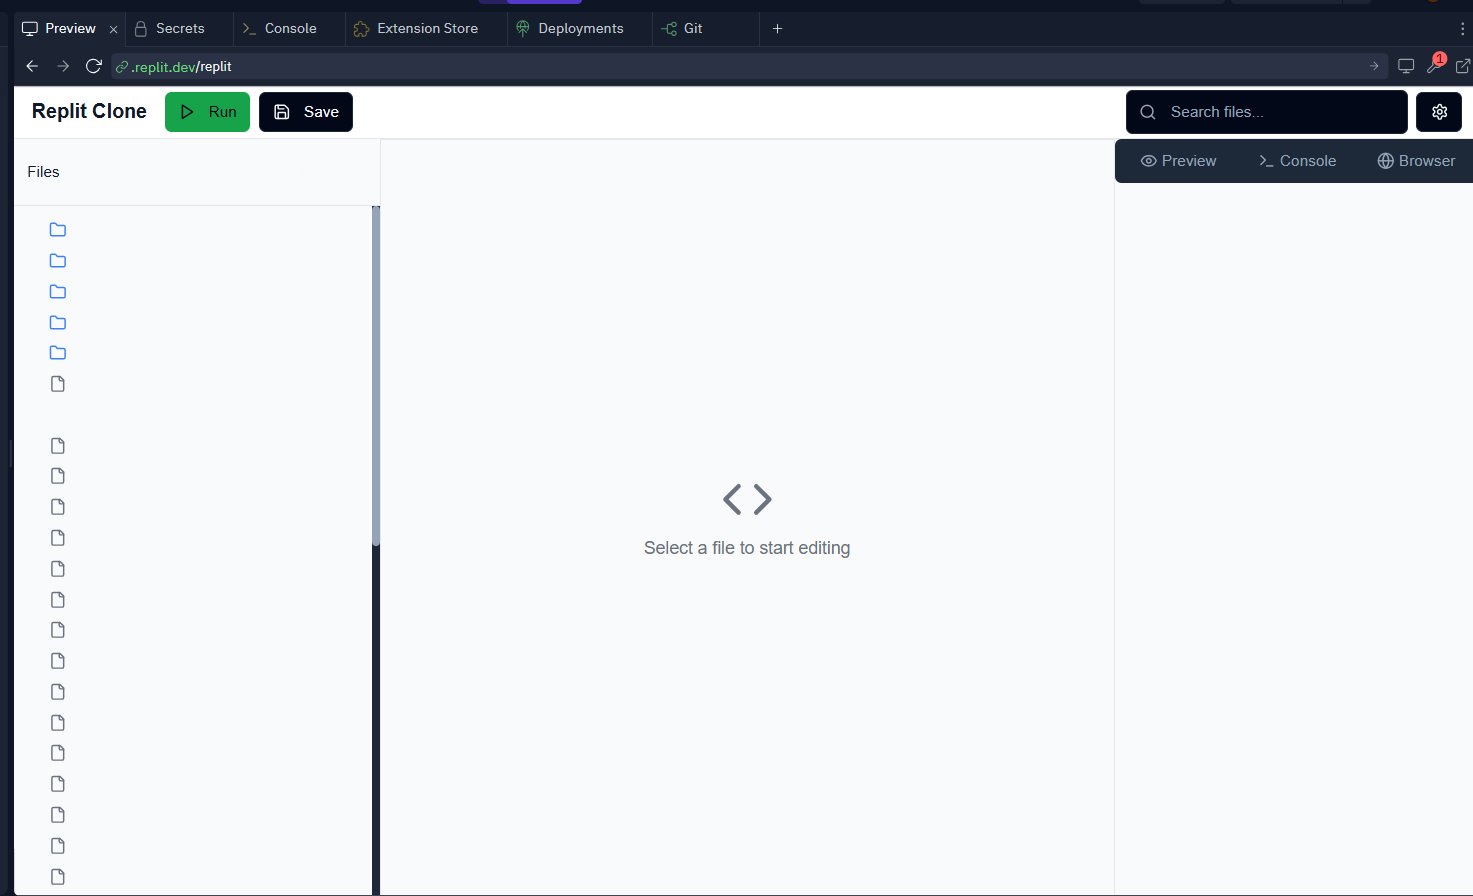 Preview
Secrets
Console
Extension Store
Deployments
Git
.replit.dev/replit
1
Replit Clone
Run
Save
Search files...
Files
Preview
Console
Browser
Select a file to start editing